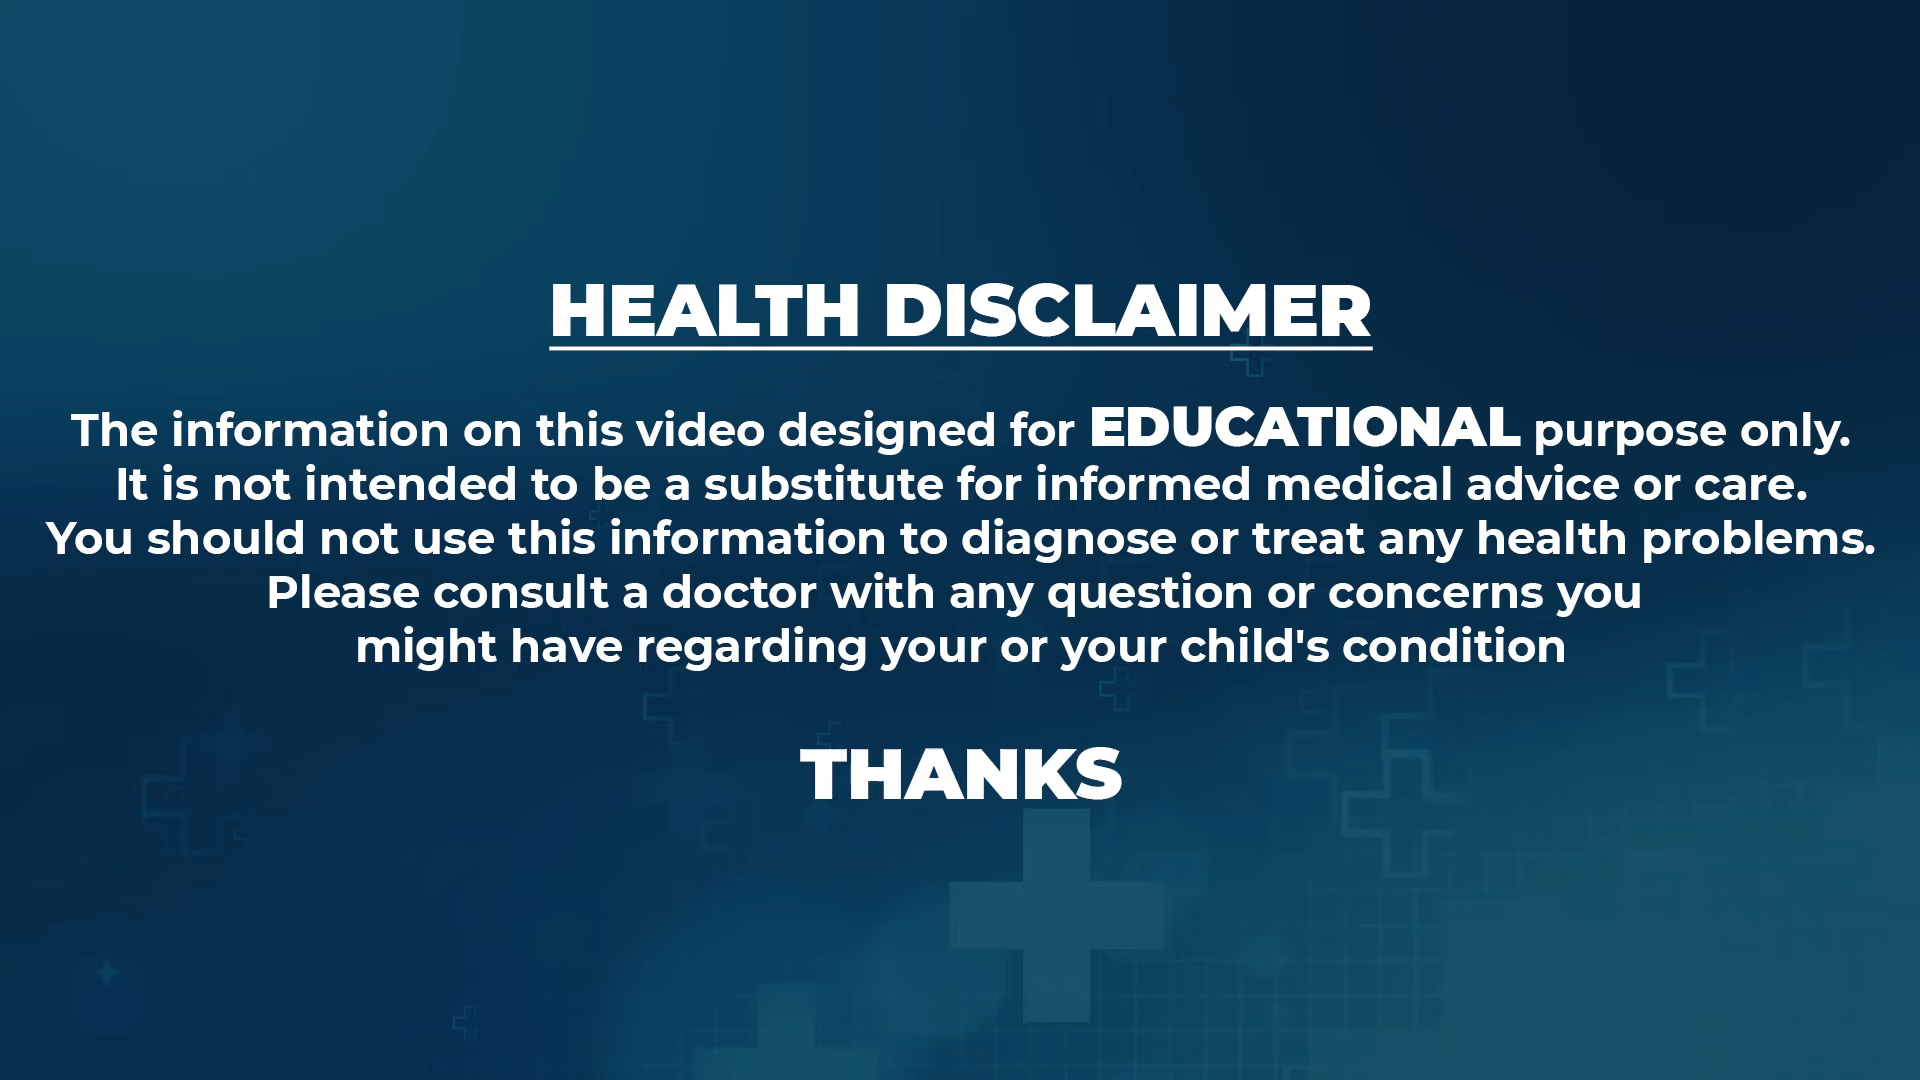 HEALTH DISCLAIMER
The information on this video designed for EDUCATIONAL purpose only.
It is not intended to be a substitute for informed medical advice or care.
You should not use this information to diagnose or treat any health problems.
Please consult a doctor with any question or concerns you
might have regarding your or your child's condition
THANKS